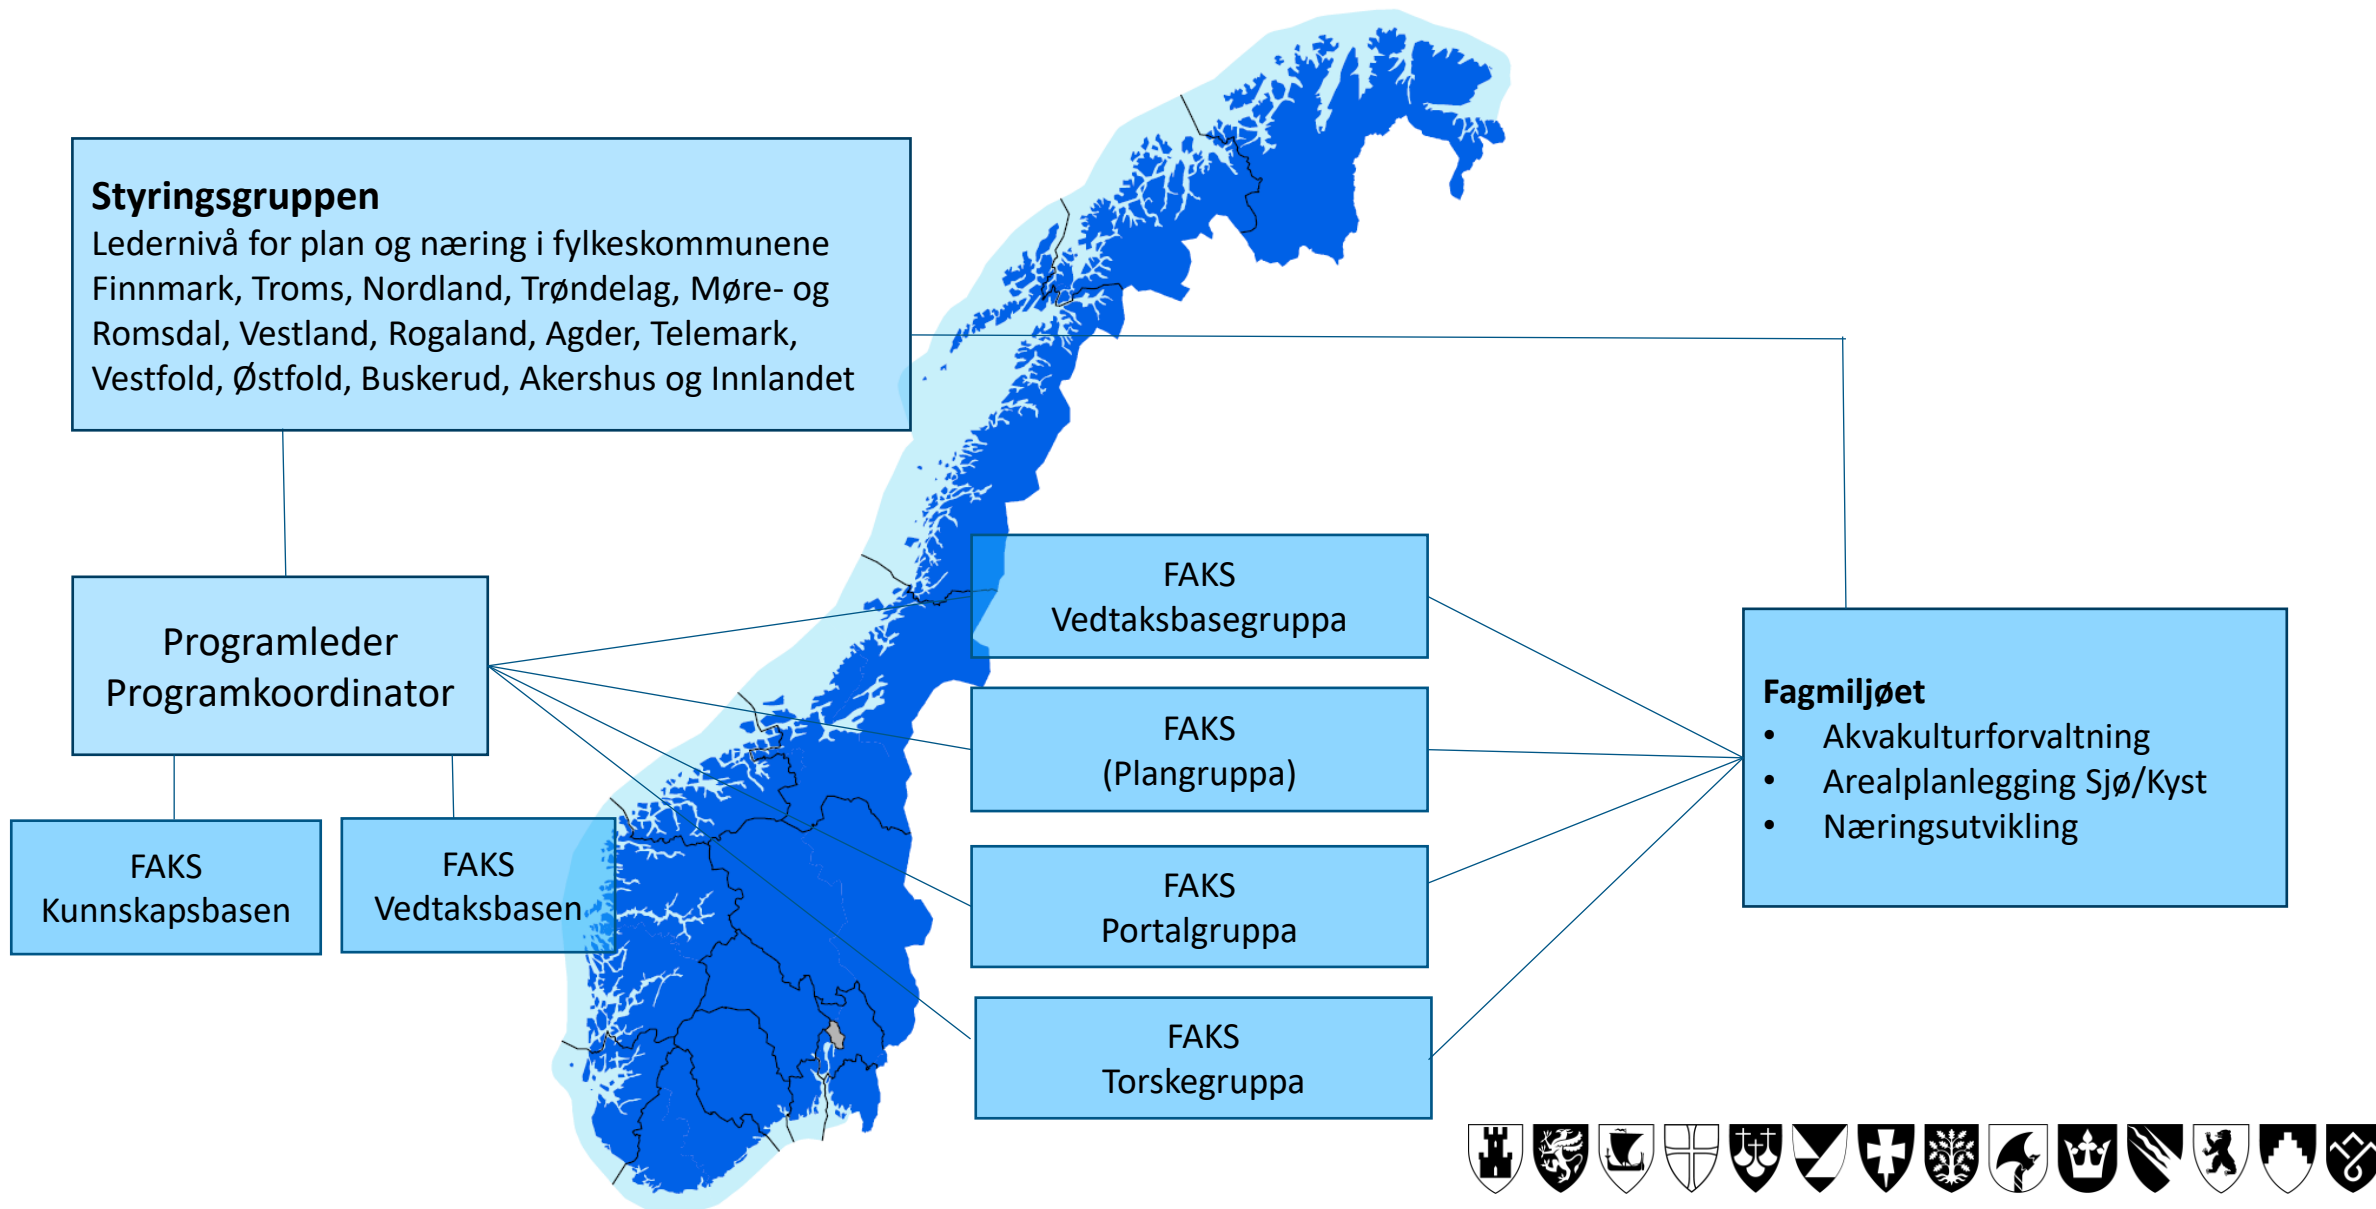 Styringsgruppen
Ledernivå for plan og næring i fylkeskommunene
Finnmark, Troms, Nordland, Trøndelag, Møre- og
Romsdal, Vestland, Rogaland, Agder, Telemark,
Vestfold, Østfold, Buskerud, Akershus og Innlandet
Programleder
Programkoordinator
FAKS
Kunnskapsbasen
FAKS
Vedtaksbasen
FAKS
Vedtaksbasegruppa
FAKS
(Plangruppa)
FAKS
Portalgruppa
FAKS
Torskegruppa
Fagmiljøet
• Akvakulturforvaltning
• Arealplanlegging Sjø/Kyst
• Næringsutvikling